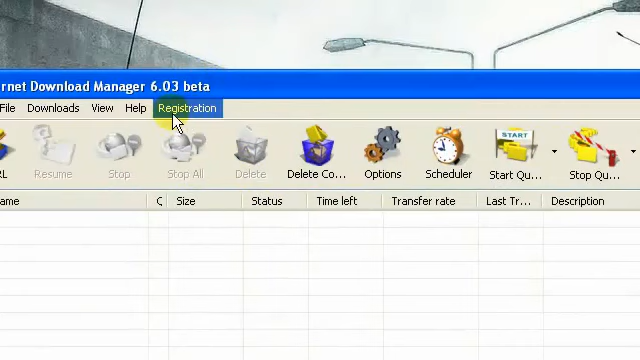 rnet Download Manager 6.03 beta
File Downloads View Help Registration
RL Resume Stop Stop All Delete Delete Co... Options Scheduler START Start Qu... Stop Qu...
ame Q Size Status Time left Transfer rate Last Tr... Description